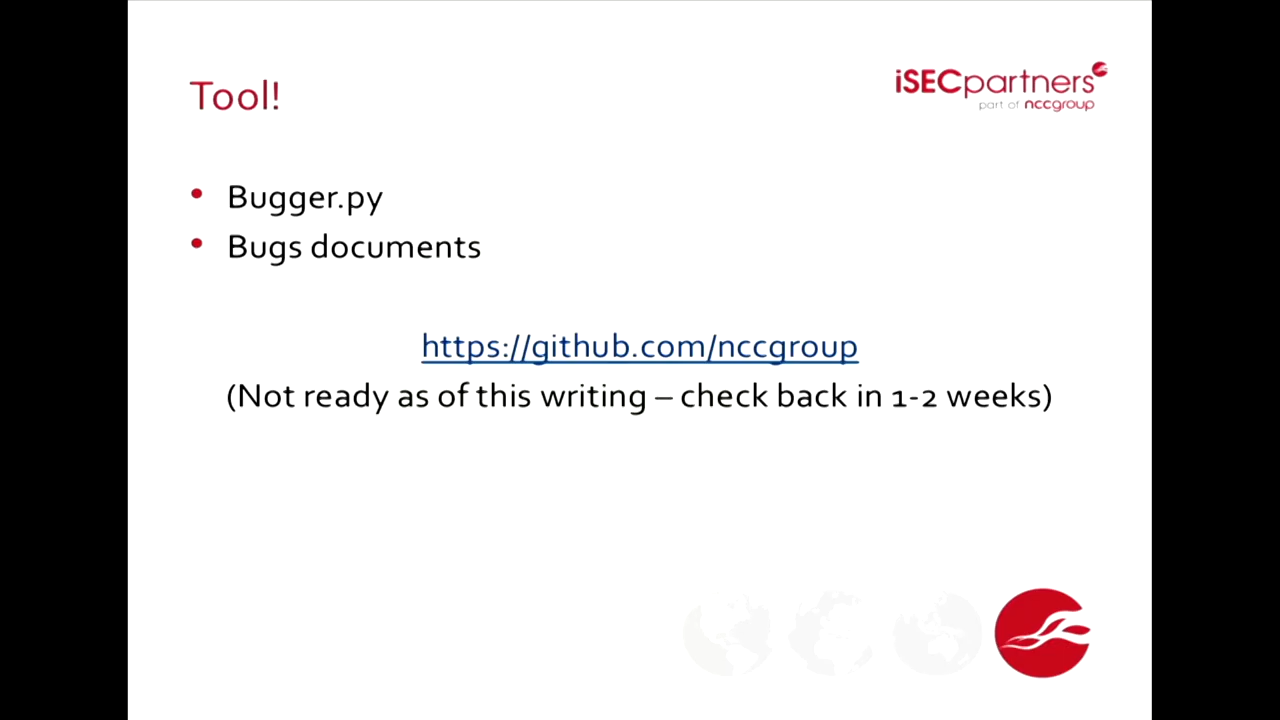 Tool!
iSECpartners
part of nccgroup
• Bugger.py
• Bugs documents
https://github.com/nccgroup
(Not ready as of this writing – check back in 1-2 weeks)